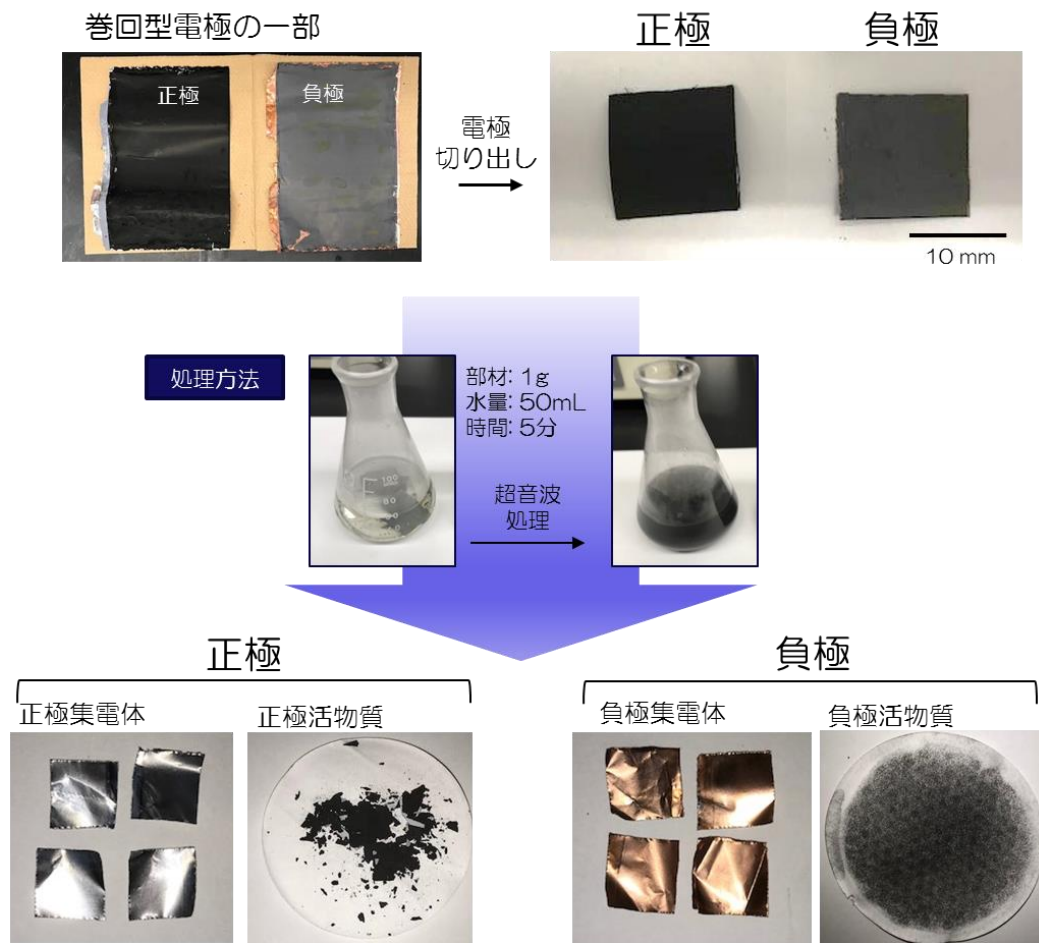 巻回型電極の一部
正極
負極
電極
切り出し
正極
負極
10 mm
処理方法
部材: 1g
水量: 50mL
時間: 5分
超音波
処理
100
80
正極
正極集電体
正極活物質
負極
負極集電体
負極活物質